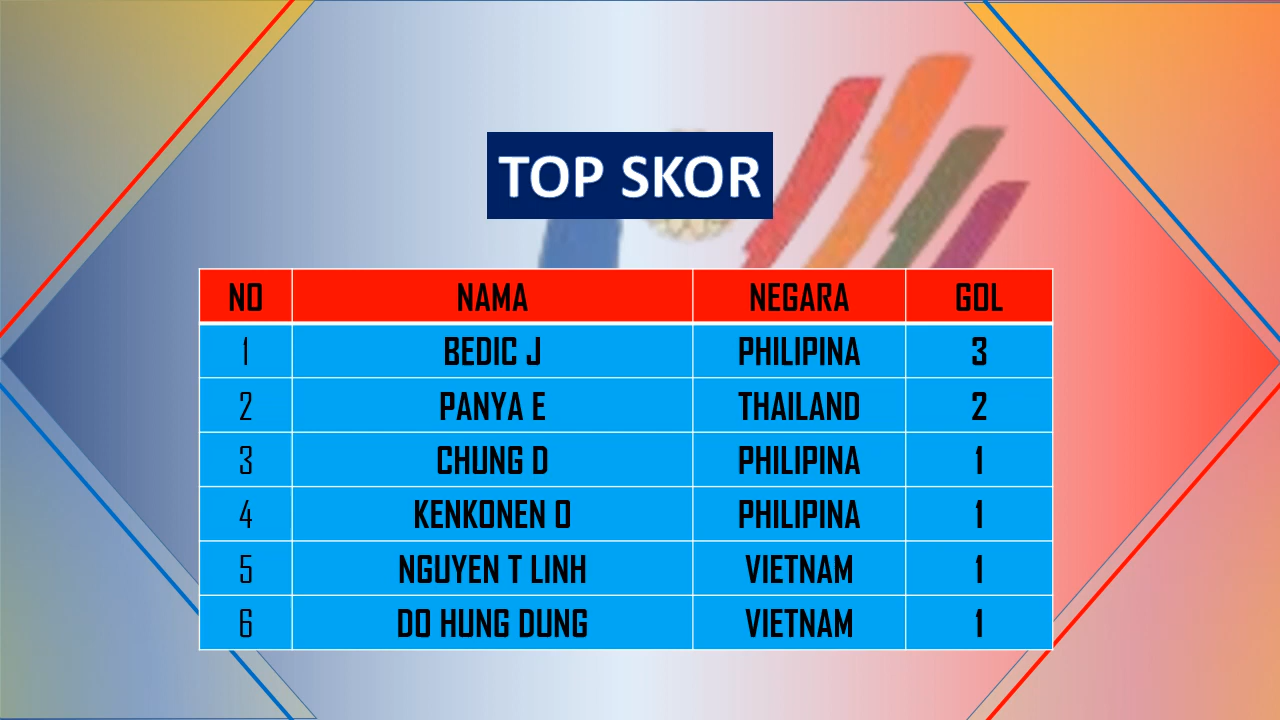 TOP SKOR
NO NAMA NEGARA GOL
1 BEDIC J PHILIPINA 3
2 PANYA E THAILAND 2
3 CHUNG D PHILIPINA 1
4 KENKONEN O PHILIPINA 1
5 NGUYEN T LINH VIETNAM 1
6 DO HUNG DUNG VIETNAM 1